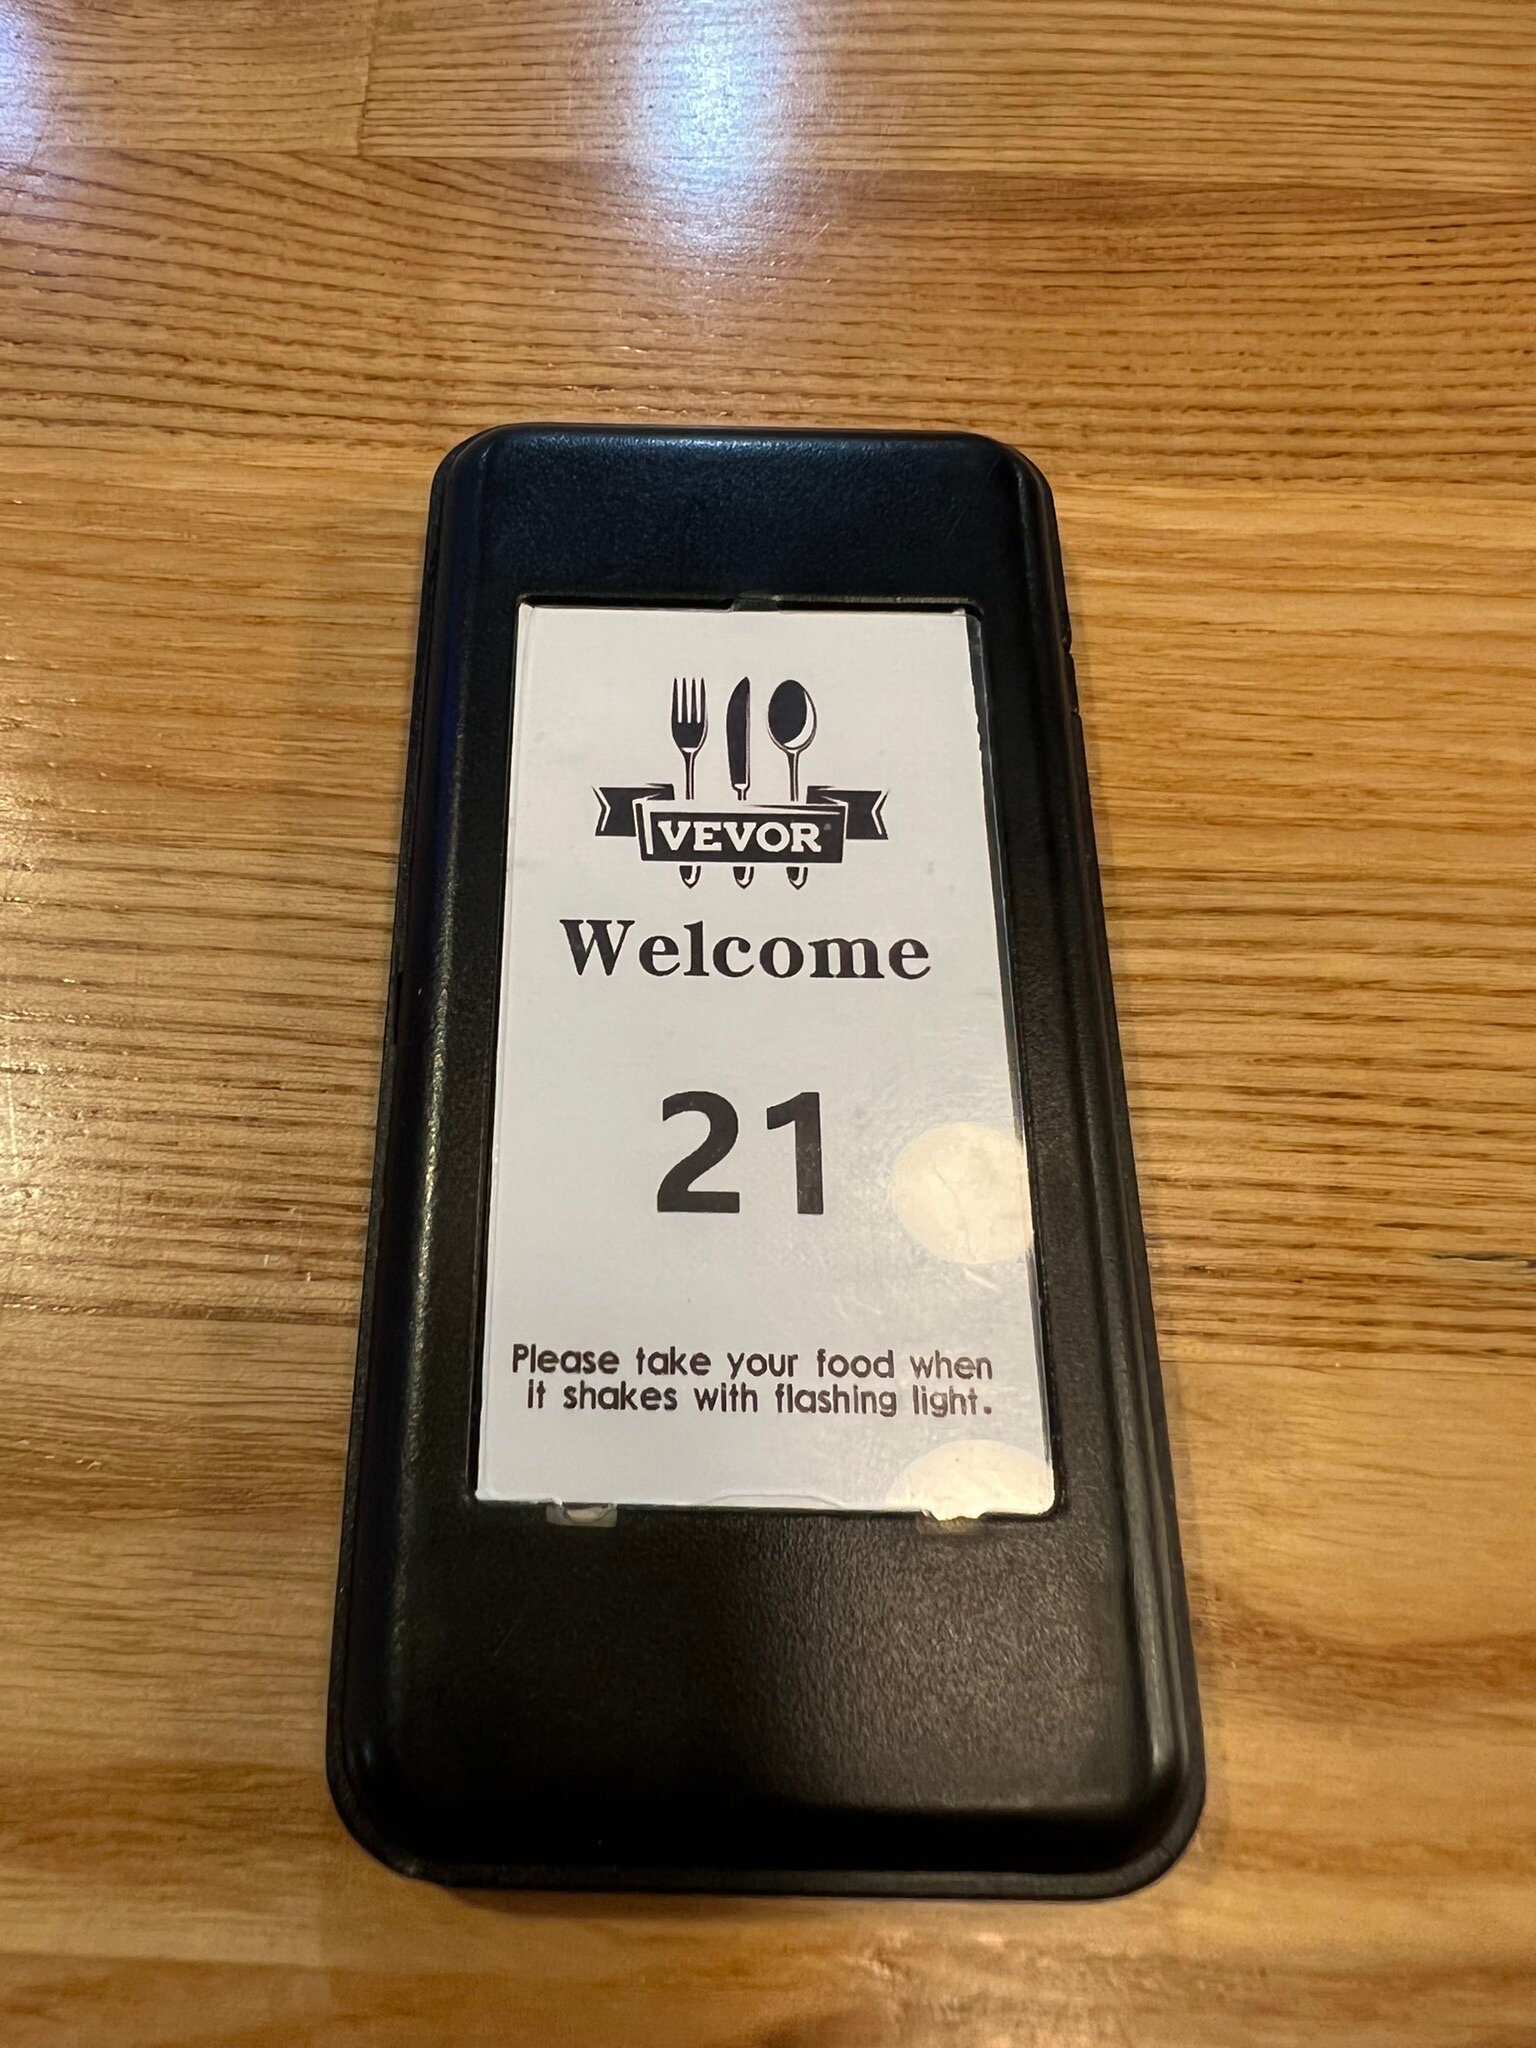 VEVOR®
Welcome
21
Please take your food when
it shakes with flashing light.